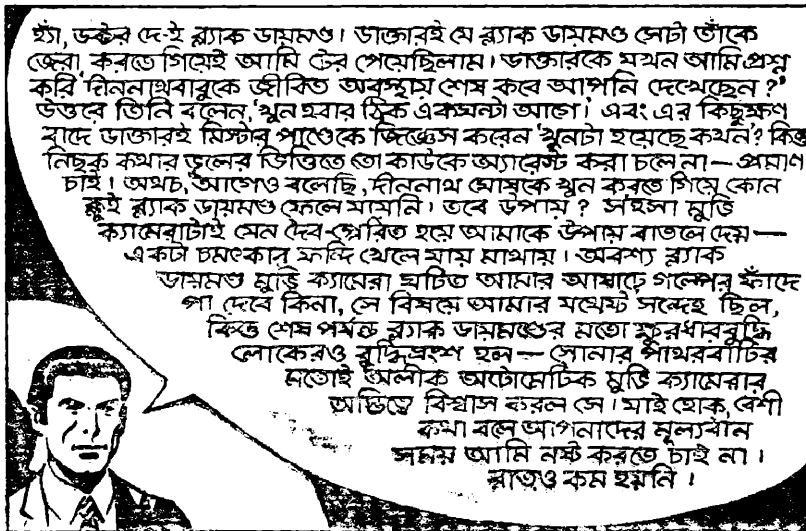 হ্যাঁ, ডক্টর দে-ই ব্ল্যাক ডায়মণ্ড। ডাক্তারই যে ব্ল্যাক ডায়মণ্ড সেটা তাঁকে
জেরা করতে গিয়েই আমি টের পেয়েছিলাম। ডাক্তারকে যখন আমি প্রশ্ন
করি 'দীননাথবাবুকে জীবিত অবস্থায় শেষ কবে আপনি দেখেছেন?'
উত্তরে তিনি বলেন, 'খুন হবার ঠিক একঘন্টা আগে।' এবং এর কিছুক্ষণ
বাদে ডাক্তারই মিস্টার পাণ্ডেকে জিজ্ঞেস করেন 'খুনটা হয়েছে কখন'? কিন্তু
নিছক কথার ভুলের ভিত্তিতে তো কাউকে অ্যারেস্ট করা চলে না — প্রমাণ
চাই। অথচ, আগেও বলেছি, দীননাথ ঘোষকে খুন করতে গিয়ে কোন
ক্লুই ব্ল্যাক ডায়মণ্ড ফেলে যায়নি। তবে উপায়? সহসা মুভি
ক্যামেরাটাই যেন দৈব-প্রেরিত হয়ে আমাকে উপায় বাতলে দেয় —
একটা চমৎকার ফন্দি খেলে যায় মাথায়। অবশ্য ব্ল্যাক
ডায়মণ্ড মুভি ক্যামেরা ঘটিত আমার আষাঢ়ে গল্পের ফাঁদে
পা দেবে কিনা, সে বিষয়ে আমার যথেষ্ট সন্দেহ ছিল,
কিন্তু শেষ পর্যন্ত ব্ল্যাক ডায়মণ্ডের মতো ক্ষুরধারবুদ্ধি
লোকেরও বুদ্ধিভ্রংশ হল — সোনার পাথরবাটির
মতোই অলীক অটোমেটিক মুভি ক্যামেরার
অস্তিত্বে বিশ্বাস করল সে। যাই হোক, বেশী
কথা বলে আপনাদের মূল্যবান
সময় আমি নষ্ট করতে চাই না।
রাতও কম হয়নি।